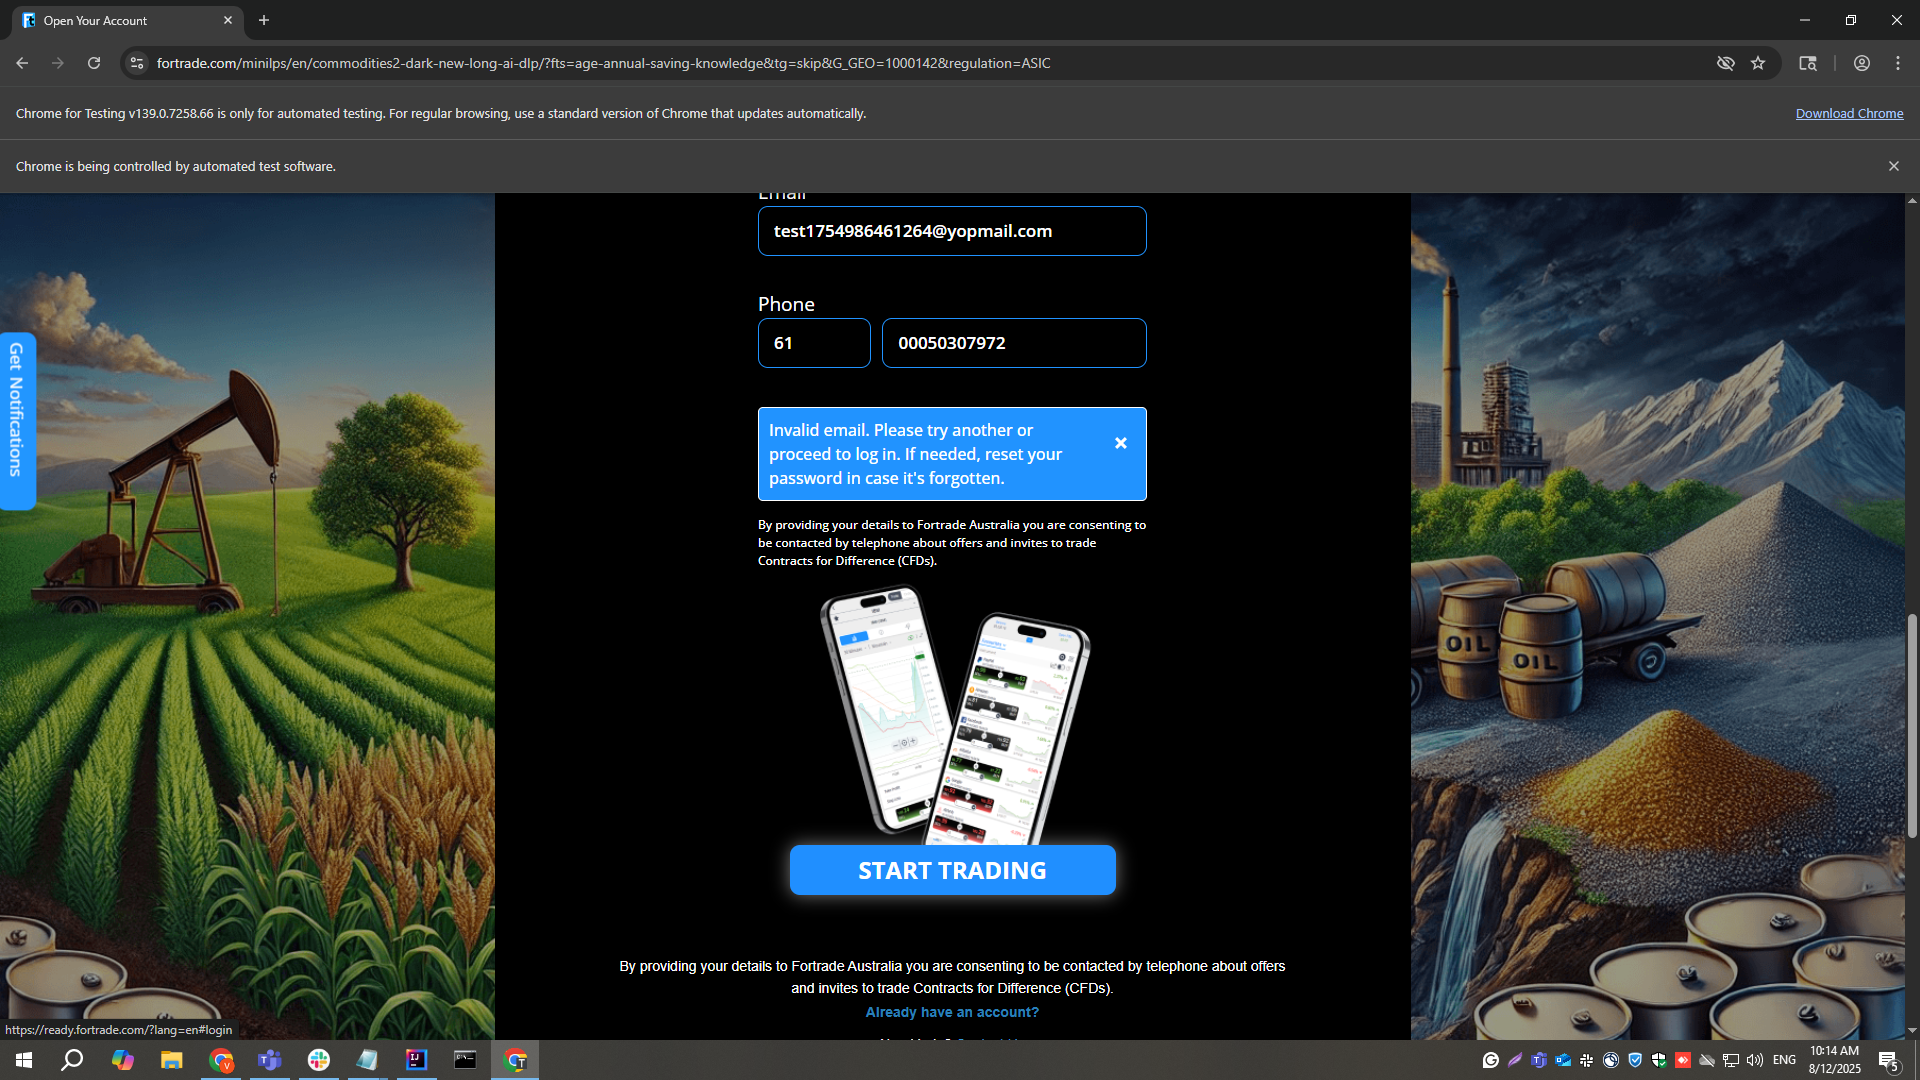 Open Your Account
fortrade.com/minilps/en/commodities2-dark-new-long-ai-dlp/?fts=age-annual-saving-knowledge&tg=skip&G_GEO=1000142&regulation=ASIC
Chrome for Testing v139.0.7258.66 is only for automated testing. For regular browsing, use a standard version of Chrome that updates automatically.
Download Chrome
Chrome is being controlled by automated test software.
Email
test1754986461264@yopmail.com
Phone
61
00050307972
Get Notifications
Invalid email. Please try another or
proceed to log in. If needed, reset your
password in case it's forgotten.
By providing your details to Fortrade Australia you are consenting to
be contacted by telephone about offers and invites to trade
Contracts for Difference (CFDs).
OIL
OIL
START TRADING
By providing your details to Fortrade Australia you are consenting to be contacted by telephone about offers
and invites to trade Contracts for Difference (CFDs).
Already have an account?
https://ready.fortrade.com/?lang=en#login
ENG
10:14 AM
8/12/2025
5